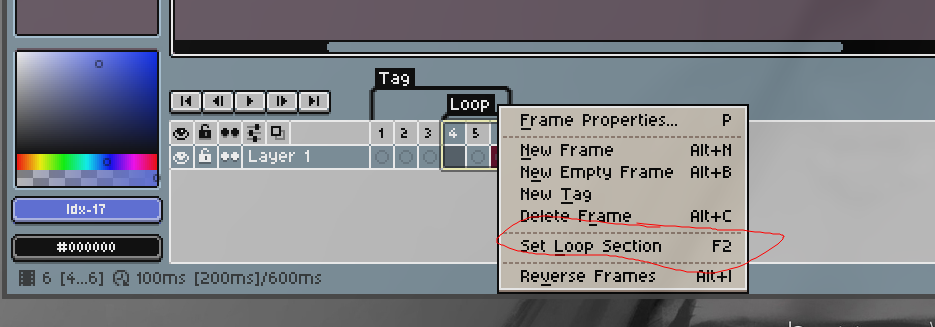 Tag
Loop
1 2 3 4 5
Layer 1
Frame Properties... P
New Frame Alt+N
New Empty Frame Alt+B
New Tag
Delete Frame Alt+C
Set Loop Section F2
Reverse Frames Alt+I
Idx-17
#000000
6 [4...6] 100ms [200ms]/600ms